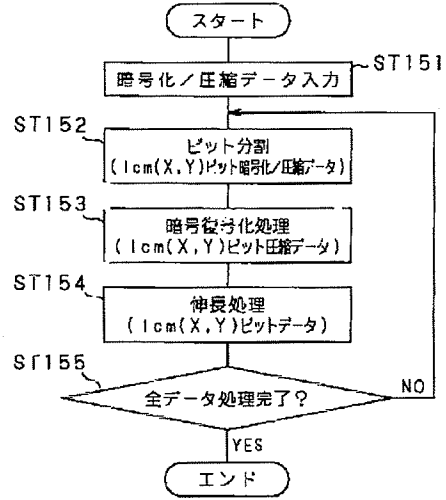 スタート
ST151
暗号化／圧縮データ入力
ST152
ビット分割
(lcm(X,Y)ビット暗号化/圧縮データ)
ST153
暗号復号化処理
(lcm(X,Y)ビット圧縮データ)
ST154
伸長処理
(lcm(X,Y)ビットデータ)
ST155
全データ処理完了？
NO
YES
エンド